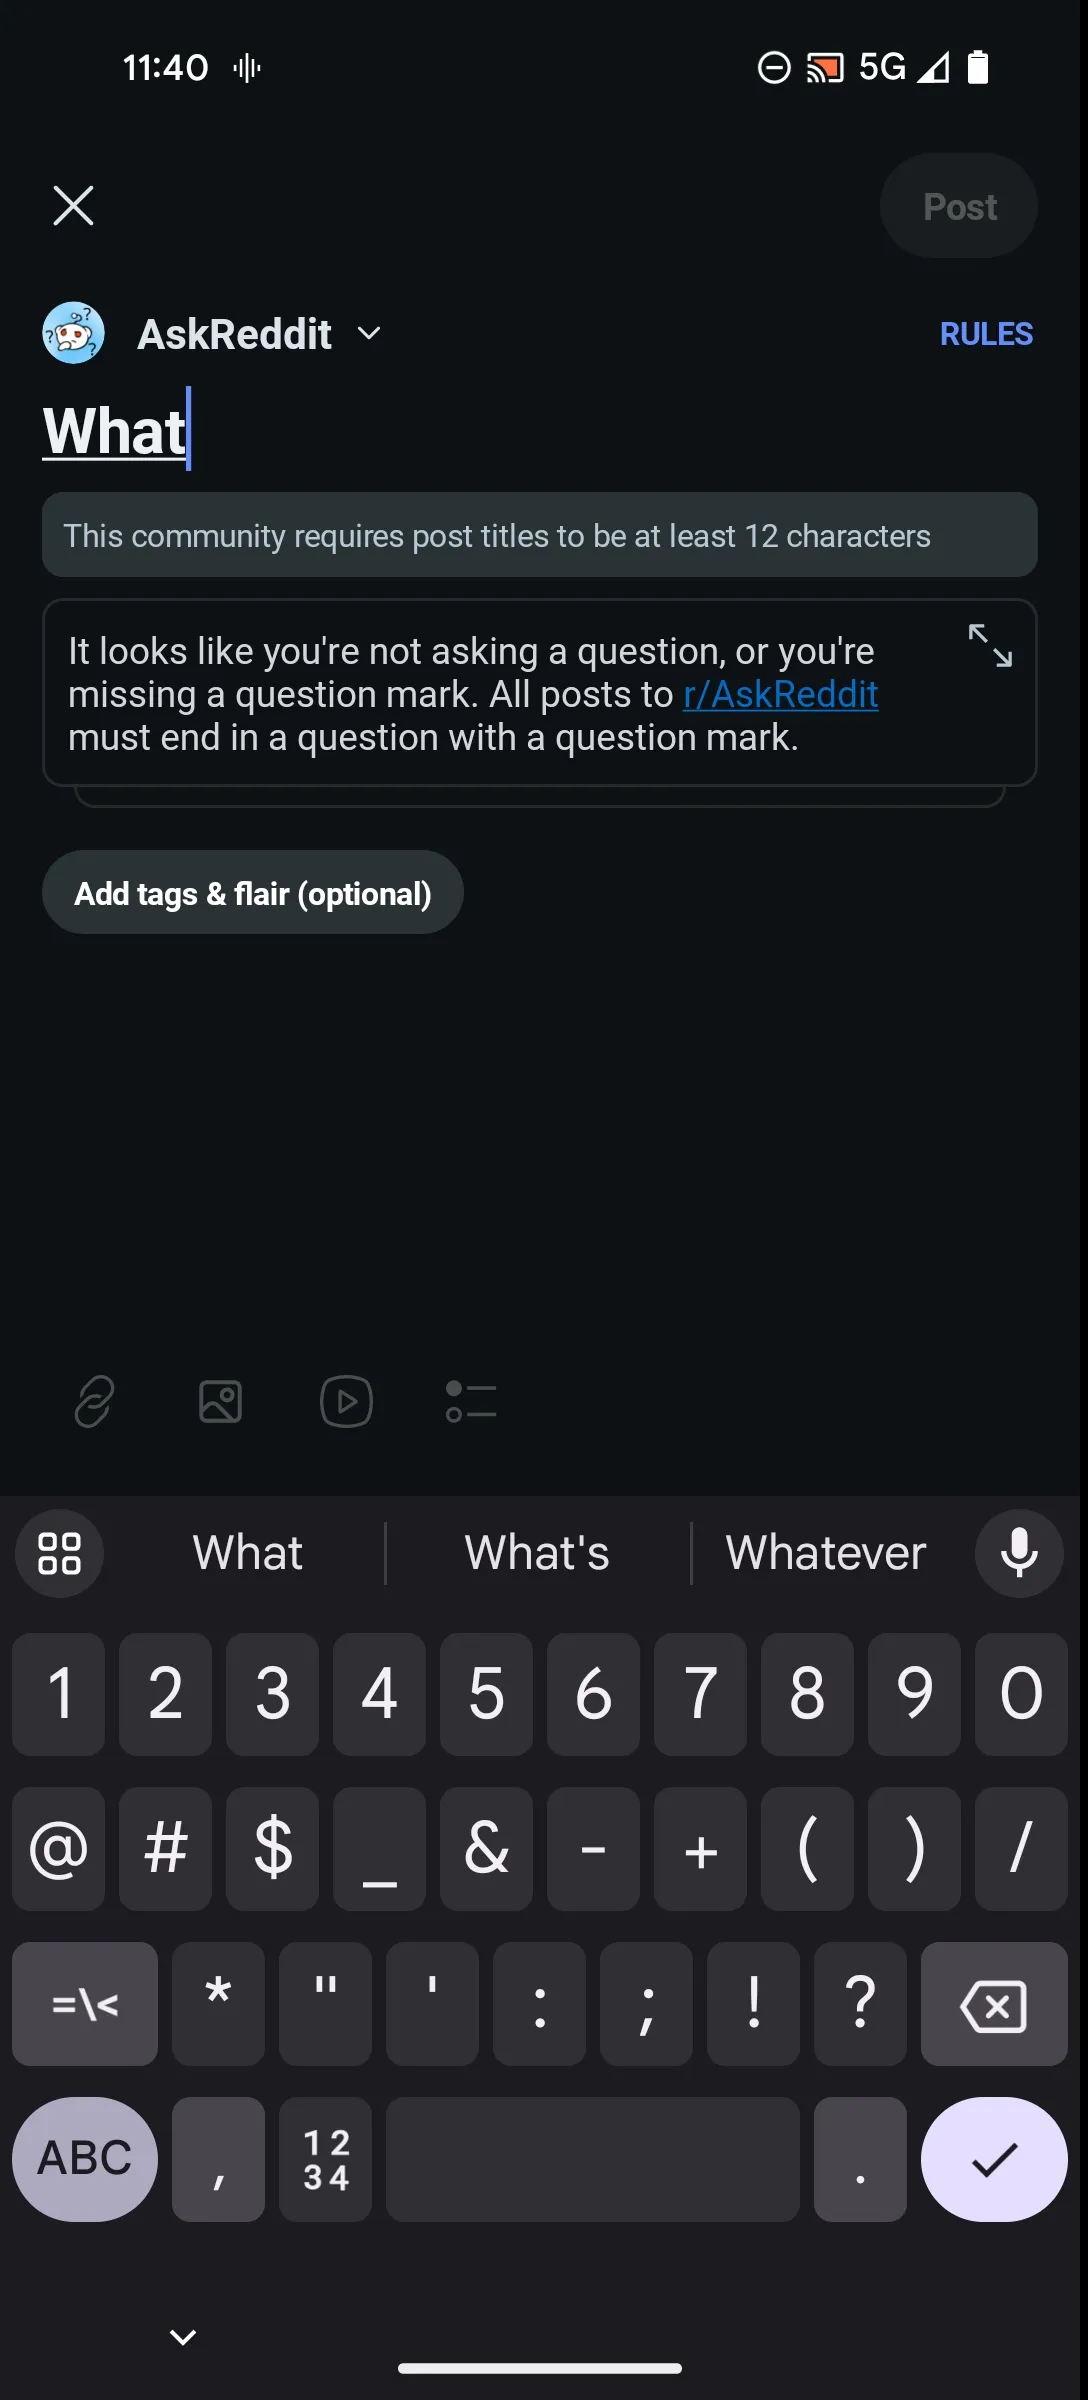 11:40 5G
Post
AskReddit RULES
What
This community requires post titles to be at least 12 characters
It looks like you're not asking a question, or you're
missing a question mark. All posts to r/AskReddit
must end in a question with a question mark.
Add tags & flair (optional)
What What's Whatever
1 2 3 4 5 6 7 8 9 0
@ # $ _ & - + ( ) /
=\< * " ' : ; ! ?
ABC , 12 .
34